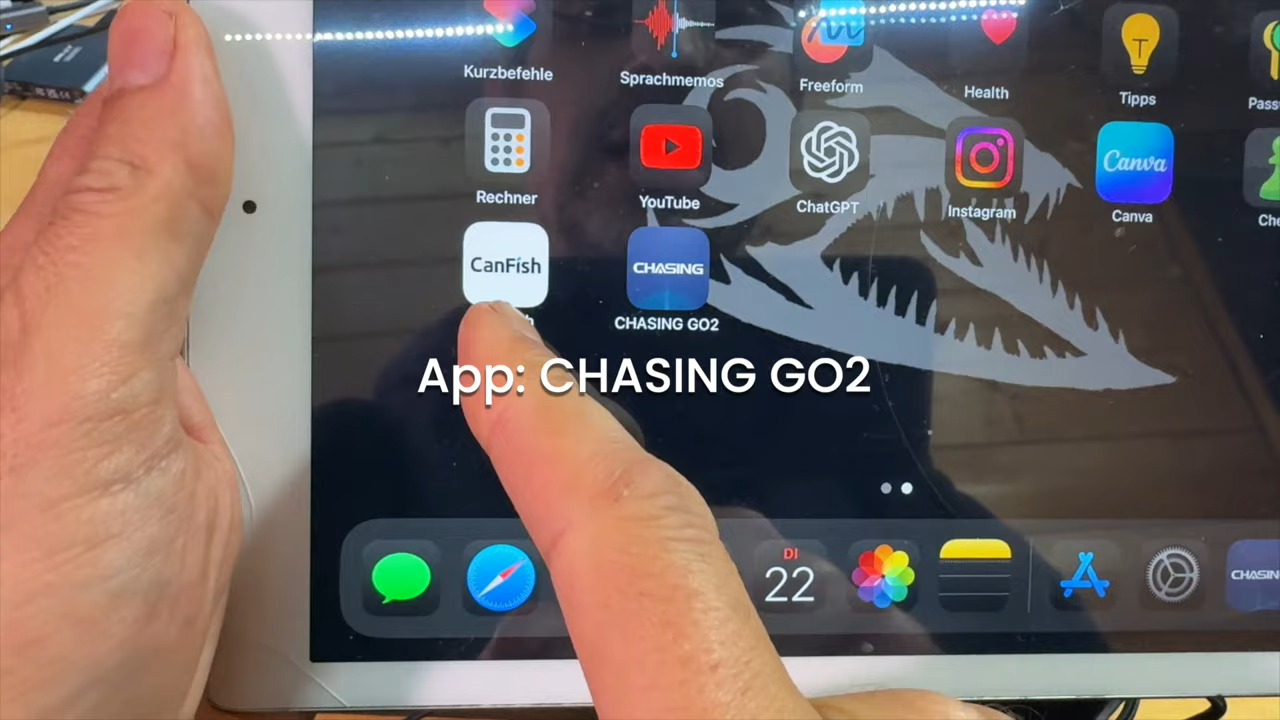 Kurzbefehle
Sprachmemos
Freeform
Health
Tipps
Rechner
YouTube
ChatGPT
Instagram
Canva
Canva
CanFish
CHASING
CHASING GO2
App: CHASING GO2
DI
22